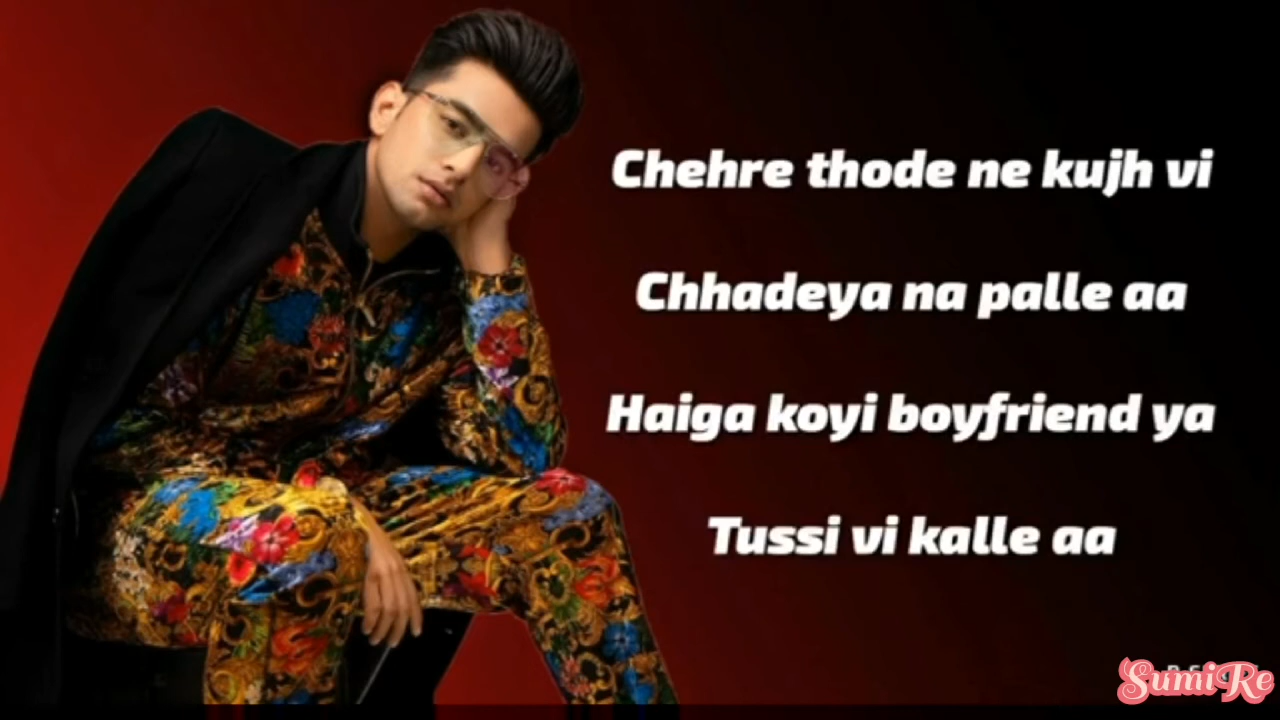 Chehre thode ne kujh vi
Chhadeya na palle aa
Haiga koyi boyfriend ya
Tussi vi kalle aa
SumiRe